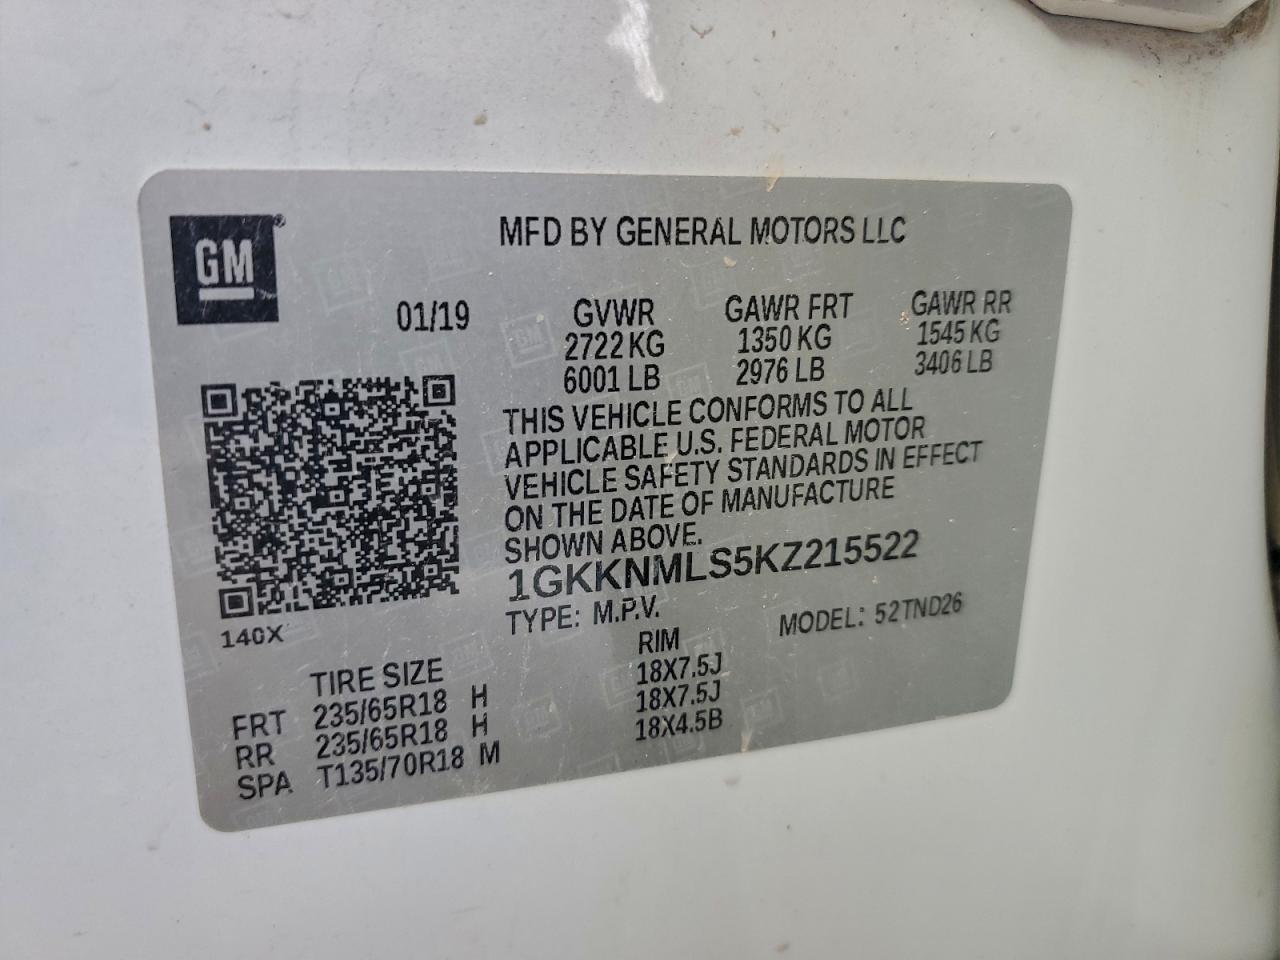 GM®
MFD BY GENERAL MOTORS LLC
01/19 GVWR GAWR FRT GAWR RR
2722 KG 1350 KG 1545 KG
6001 LB 2976 LB 3406 LB
THIS VEHICLE CONFORMS TO ALL
APPLICABLE U.S. FEDERAL MOTOR
VEHICLE SAFETY STANDARDS IN EFFECT
ON THE DATE OF MANUFACTURE
SHOWN ABOVE.
1GKKNMLS5KZ215522
TYPE: M.P.V. MODEL: 52TND26
140X
TIRE SIZE RIM
FRT 235/65R18 H 18X7.5J
RR 235/65R18 H 18X7.5J
SPA T135/70R18 M 18X4.5B